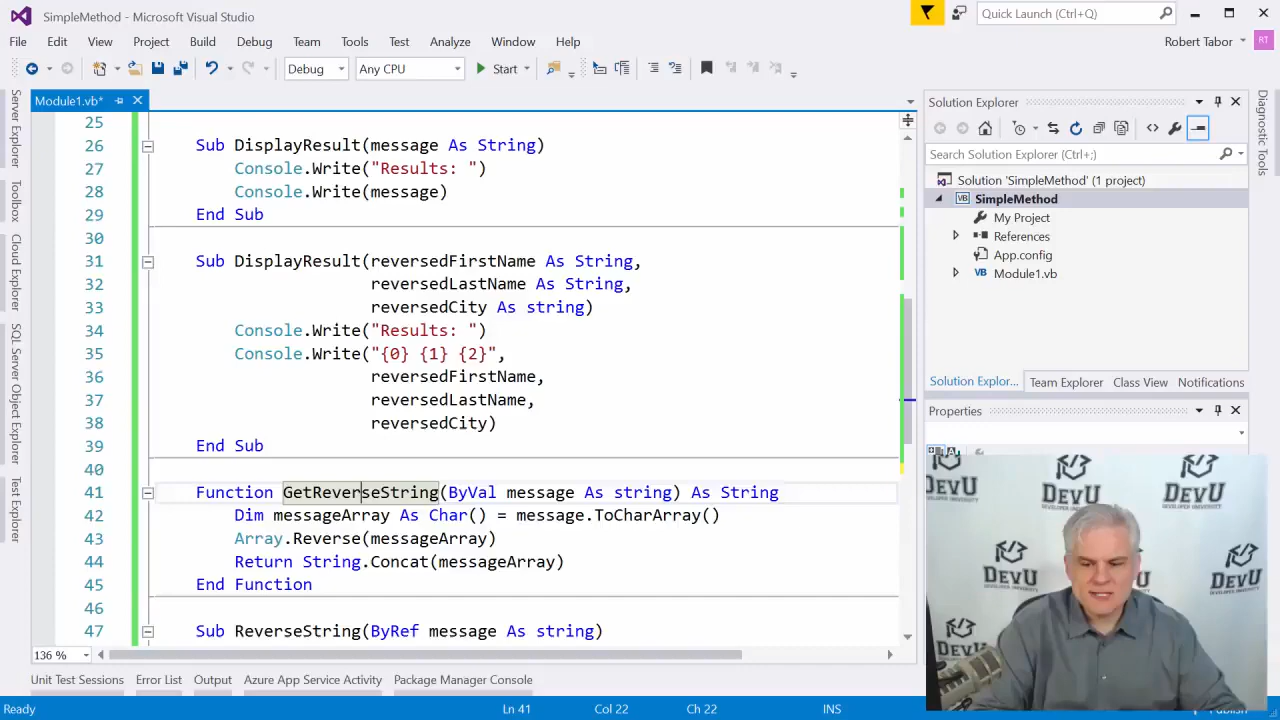 SimpleMethod - Microsoft Visual Studio
Quick Launch (Ctrl+Q)
File Edit View Project Build Debug Team Tools Test Analyze Window Help
Robert Tabor RT
Debug Any CPU Start
Module1.vb*
Server Explorer
Toolbox
Cloud Explorer
SQL Server Object Explorer
Test Explorer
25
26 Sub DisplayResult(message As String)
27 Console.Write("Results: ")
28 Console.Write(message)
29 End Sub
30
31 Sub DisplayResult(reversedFirstName As String,
32 reversedLastName As String,
33 reversedCity As string)
34 Console.Write("Results: ")
35 Console.Write("{0} {1} {2}",
36 reversedFirstName,
37 reversedLastName,
38 reversedCity)
39 End Sub
40
41 Function GetReverseString(ByVal message As string) As String
42 Dim messageArray As Char() = message.ToCharArray()
43 Array.Reverse(messageArray)
44 Return String.Concat(messageArray)
45 End Function
46
47 Sub ReverseString(ByRef message As string)
136 %
Solution Explorer
Search Solution Explorer (Ctrl+;)
Solution 'SimpleMethod' (1 project)
VB SimpleMethod
My Project
References
App.config
VB Module1.vb
Solution Explor... Team Explorer Class View Notifications
Properties
Diagnostic Tools
DEVU
DEVELOPER UNIVERSITY
DEVU
DEVU
DEVU
DEVU
Unit Test Sessions Error List Output Azure App Service Activity Package Manager Console
Ready Ln 41 Col 22 Ch 22 INS